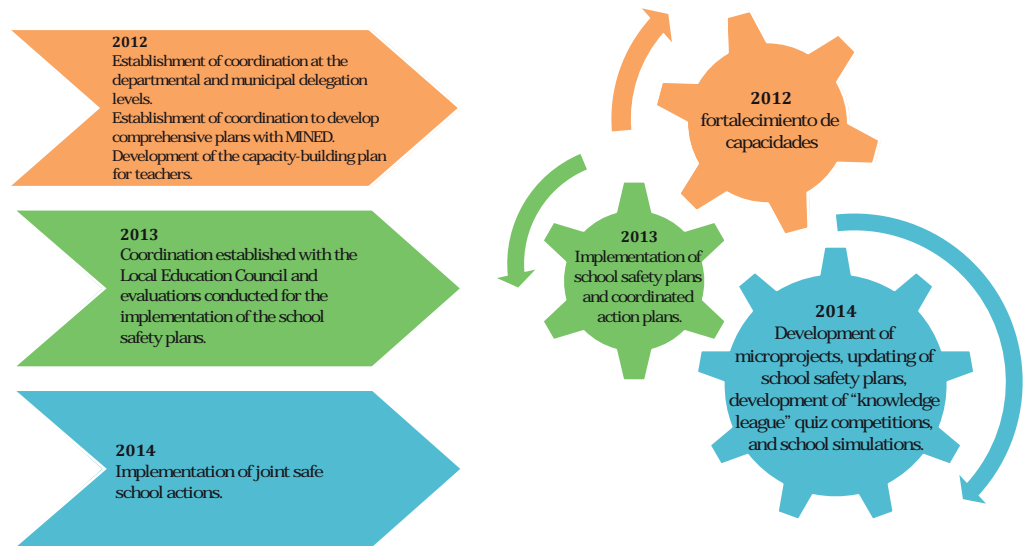 2012
Establishment of coordination at the
departmental and municipal delegation
levels.
Establishment of coordination to develop
comprehensive plans with MINED.
Development of the capacity-building plan
for teachers.
2013
Coordination established with the
Local Education Council and
evaluations conducted for the
implementation of the school
safety plans.
2014
Implementation of joint safe
school actions.
2012
fortalecimiento de
capacidades
2013
Implementation of
school safety plans
and coordinated
action plans.
2014
Development of
microprojects, updating of
school safety plans,
development of “knowledge
league” quiz competitions,
and school simulations.